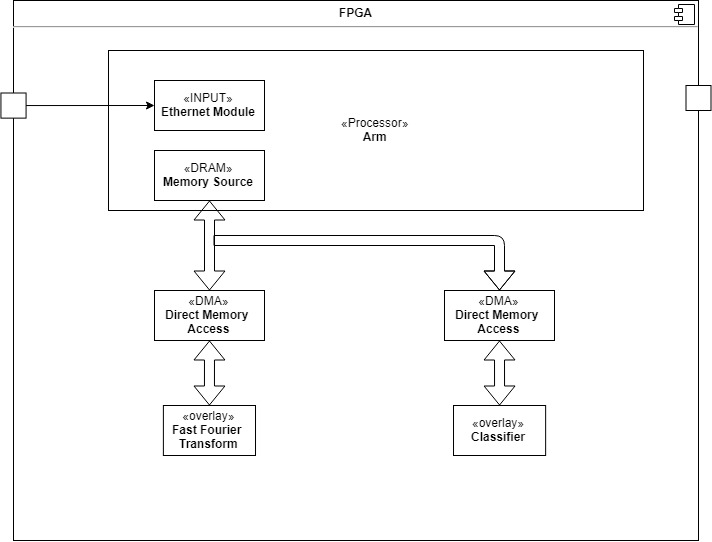 FPGA
«INPUT»
Ethernet Module
«Processor»
Arm
«DRAM»
Memory Source
«DMA»
Direct Memory
Access
«DMA»
Direct Memory
Access
«overlay»
Fast Fourier
Transform
«overlay»
Classifier